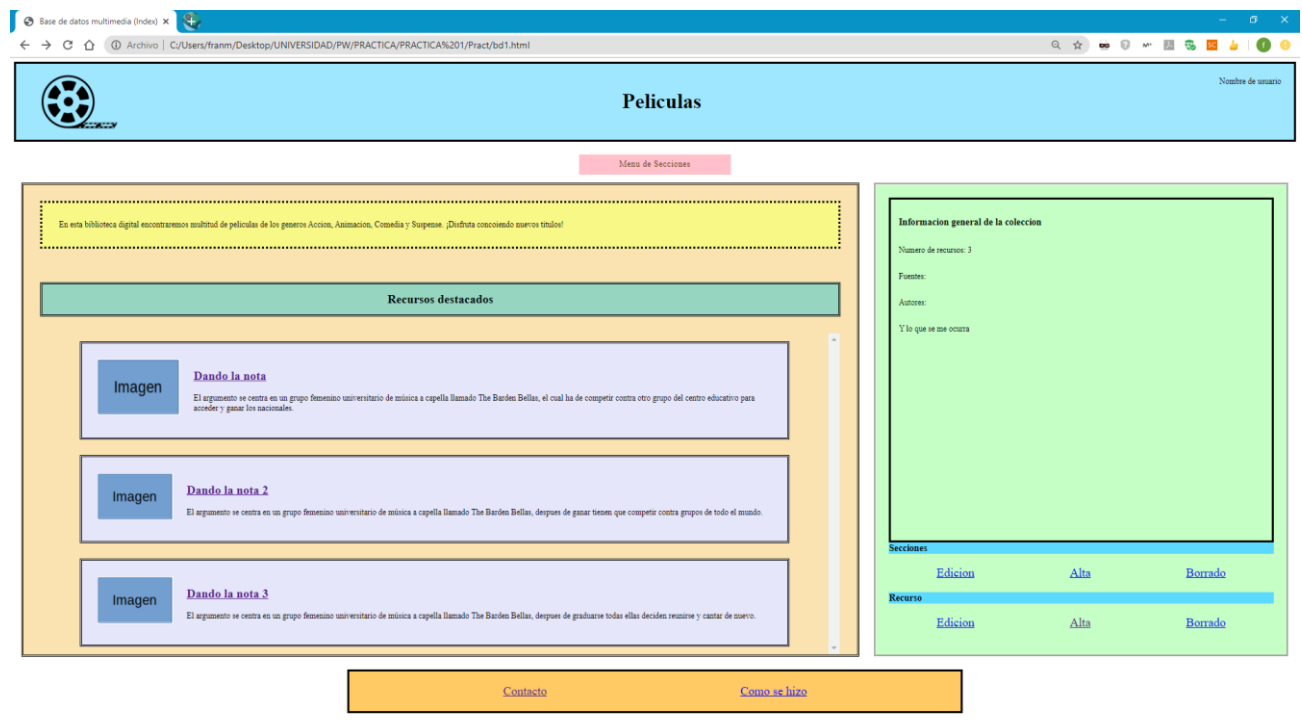 Base de datos multimedia (Index)
Archivo | C:/Users/franm/Desktop/UNIVERSIDAD/PW/PRACTICA/PRACTICA%201/Pract/bd1.html
Nombre de usuario
Peliculas
Menu de Secciones
En esta biblioteca digital encontraremos multitud de peliculas de los generos Accion, Animacion, Comedia y Suspense. ¡Disfruta concoiendo nuevos titulos!
Recursos destacados
Imagen
Dando la nota
El argumento se centra en un grupo femenino universitario de música a capella llamado The Barden Bellas, el cual ha de competir contra otro grupo del centro educativo para
acceder y ganar los nacionales.
Imagen
Dando la nota 2
El argumento se centra en un grupo femenino universitario de música a capella llamado The Barden Bellas, despues de ganar tienen que competir contra grupos de todo el mundo.
Imagen
Dando la nota 3
El argumento se centra en un grupo femenino universitario de música a capella llamado The Barden Bellas, despues de graduarse todas ellas deciden reunirse y cantar de nuevo.
Informacion general de la coleccion
Numero de recursos: 3
Fuentes:
Autores:
Y lo que se me ocurra
Secciones
Edicion Alta Borrado
Recurso
Edicion Alta Borrado
Contacto Como se hizo